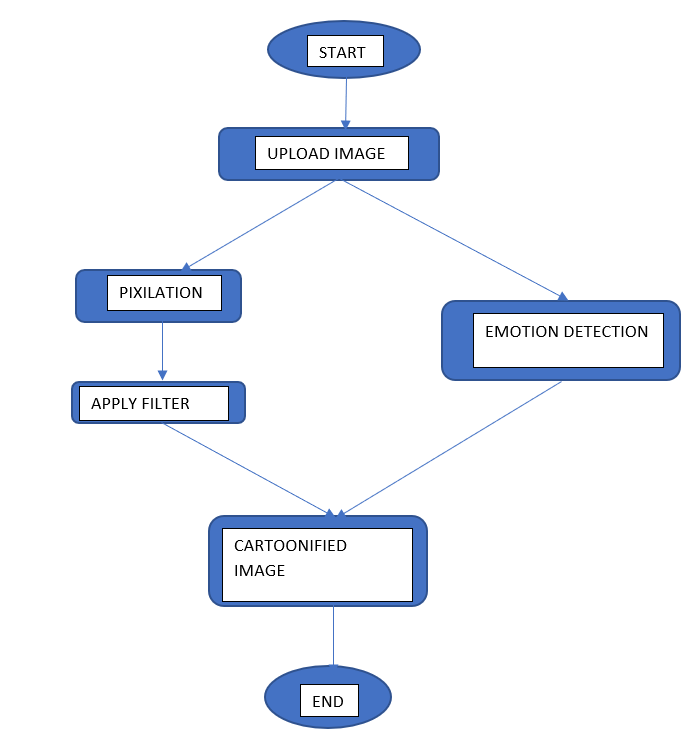 START
UPLOAD IMAGE
PIXILATION
EMOTION DETECTION
APPLY FILTER
CARTOONIFIED
IMAGE
END